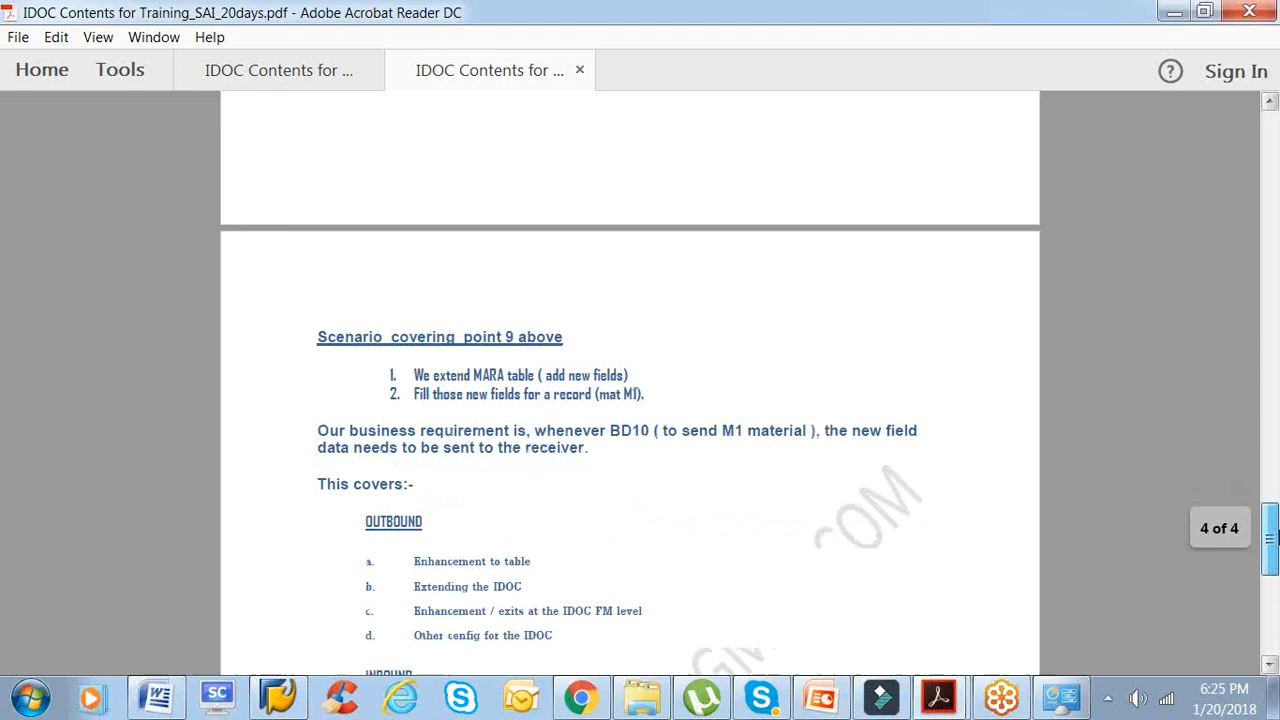 IDOC Contents for Training_SAI_20days.pdf - Adobe Acrobat Reader DC
File Edit View Window Help
Home Tools IDOC Contents for ... IDOC Contents for ... × ? Sign In
Scenario covering point 9 above
1. We extend MARA table ( add new fields)
2. Fill those new fields for a record (mat M1).
Our business requirement is, whenever BD10 ( to send M1 material ), the new field
data needs to be sent to the receiver.
This covers:-
OUTBOUND
a. Enhancement to table
b. Extending the IDOC
c. Enhancement / exits at the IDOC FM level
d. Other config for the IDOC
INBOUND
4 of 4
SC
6:25 PM
1/20/2018